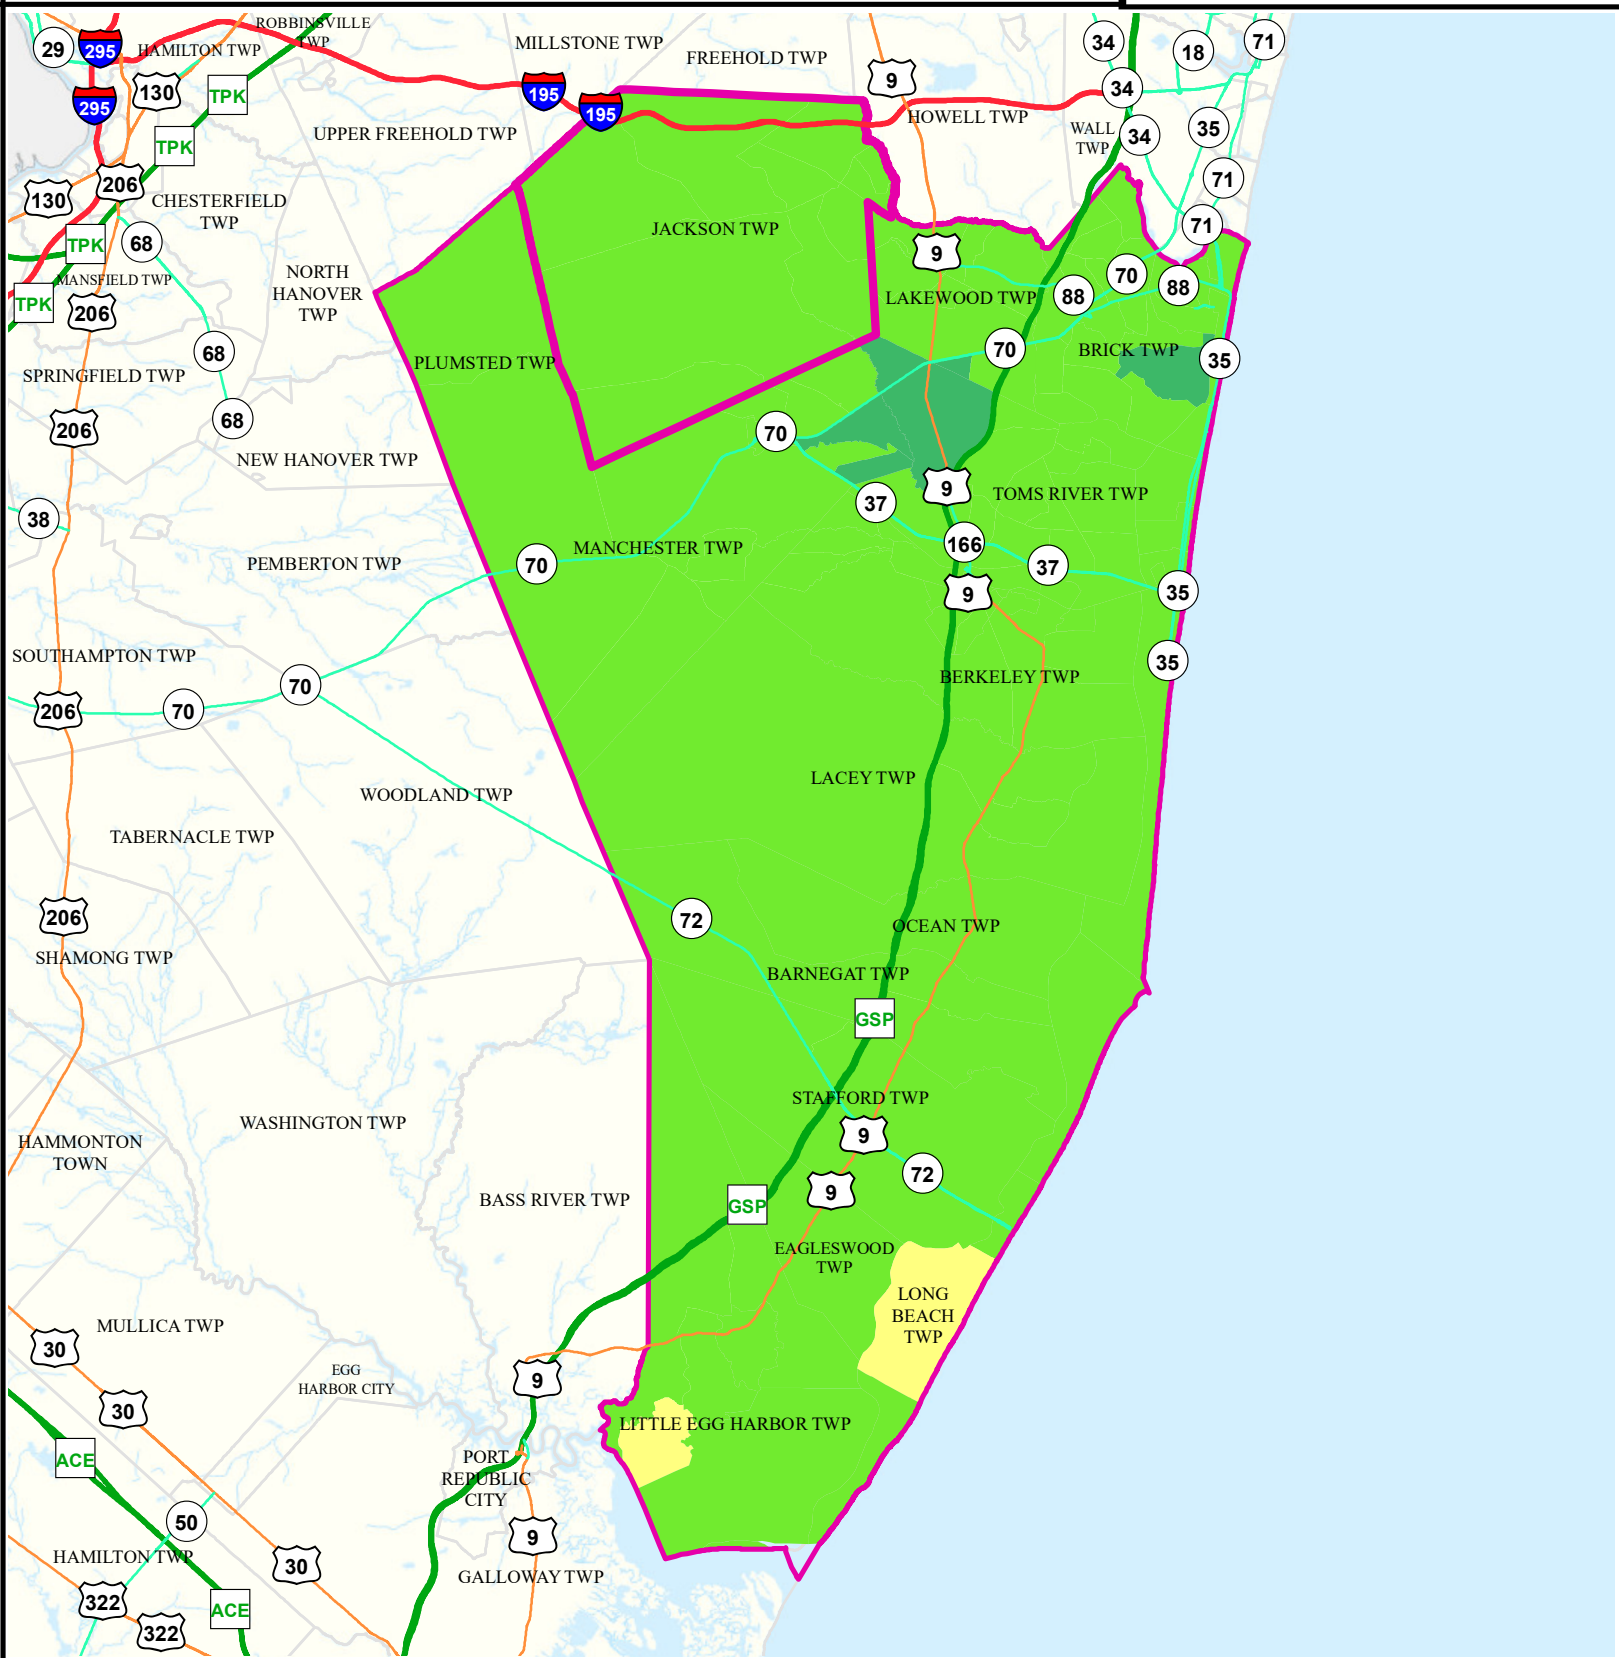 ROBBINSVILLE
TWP
29
295
HAMILTON TWP
MILLSTONE TWP
FREEHOLD TWP
34
18
71
130
TPK
295
195
195
9
34
UPPER FREEHOLD TWP
HOWELL TWP
WALL
TWP
34
35
TPK
206
130
CHESTERFIELD
TWP
71
JACKSON TWP
71
TPK
68
9
MANSFIELD TWP
NORTH
HANOVER
TWP
70
88
88
LAKEWOOD TWP
TPK
206
68
PLUMSTED TWP
70
BRICK TWP
35
SPRINGFIELD TWP
206
68
70
NEW HANOVER TWP
9
TOMS RIVER TWP
37
38
MANCHESTER TWP
166
PEMBERTON TWP
70
37
9
35
SOUTHAMPTON TWP
35
BERKELEY TWP
70
206
70
LACEY TWP
WOODLAND TWP
TABERNACLE TWP
206
72
OCEAN TWP
SHAMONG TWP
BARNEGAT TWP
GSP
STAFFORD TWP
WASHINGTON TWP
HAMMONTON
TOWN
9
72
BASS RIVER TWP
9
GSP
EAGLESWOOD
TWP
LONG
BEACH
TWP
MULLICA TWP
30
EGG
HARBOR CITY
9
30
LITTLE EGG HARBOR TWP
ACE
PORT
REPUBLIC
CITY
50
9
HAMILTON TWP
30
GALLOWAY TWP
322
ACE
322